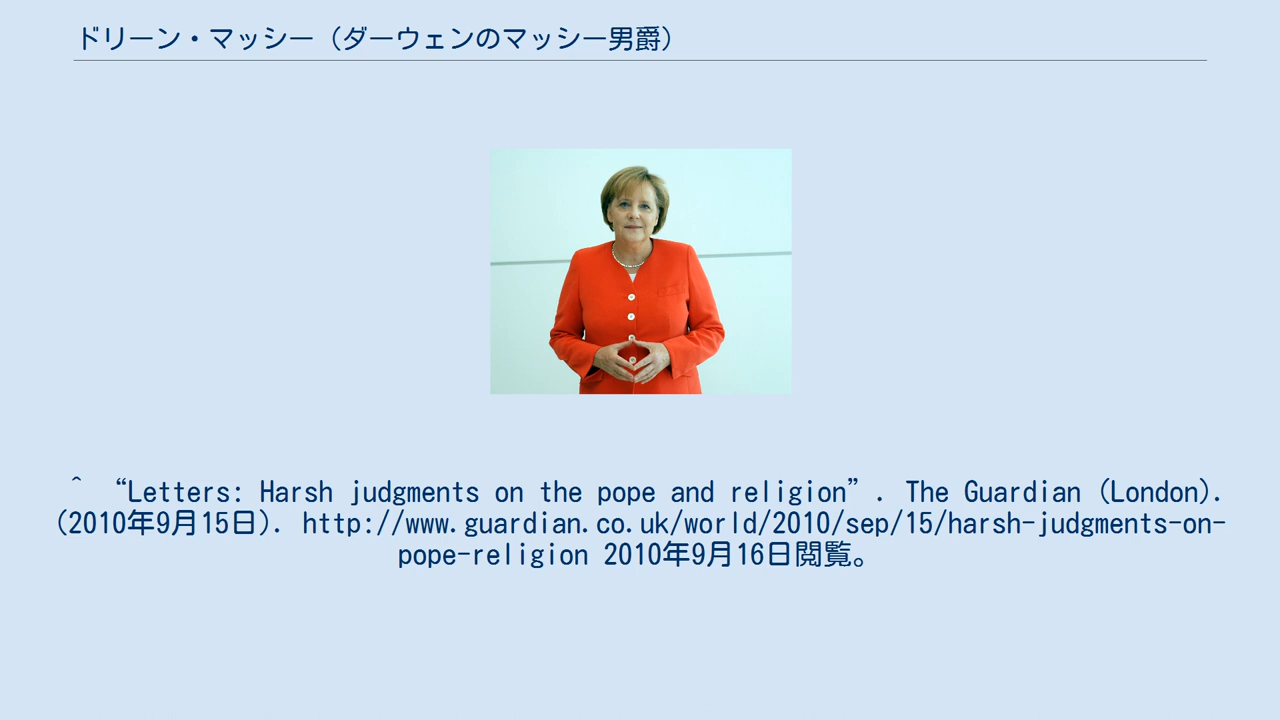 ドリーン・マッシー（ダーウェンのマッシー男爵）
^ “Letters: Harsh judgments on the pope and religion”. The Guardian (London).
(2010年9月15日). http://www.guardian.co.uk/world/2010/sep/15/harsh-judgments-on-
pope-religion 2010年9月16日閲覧。